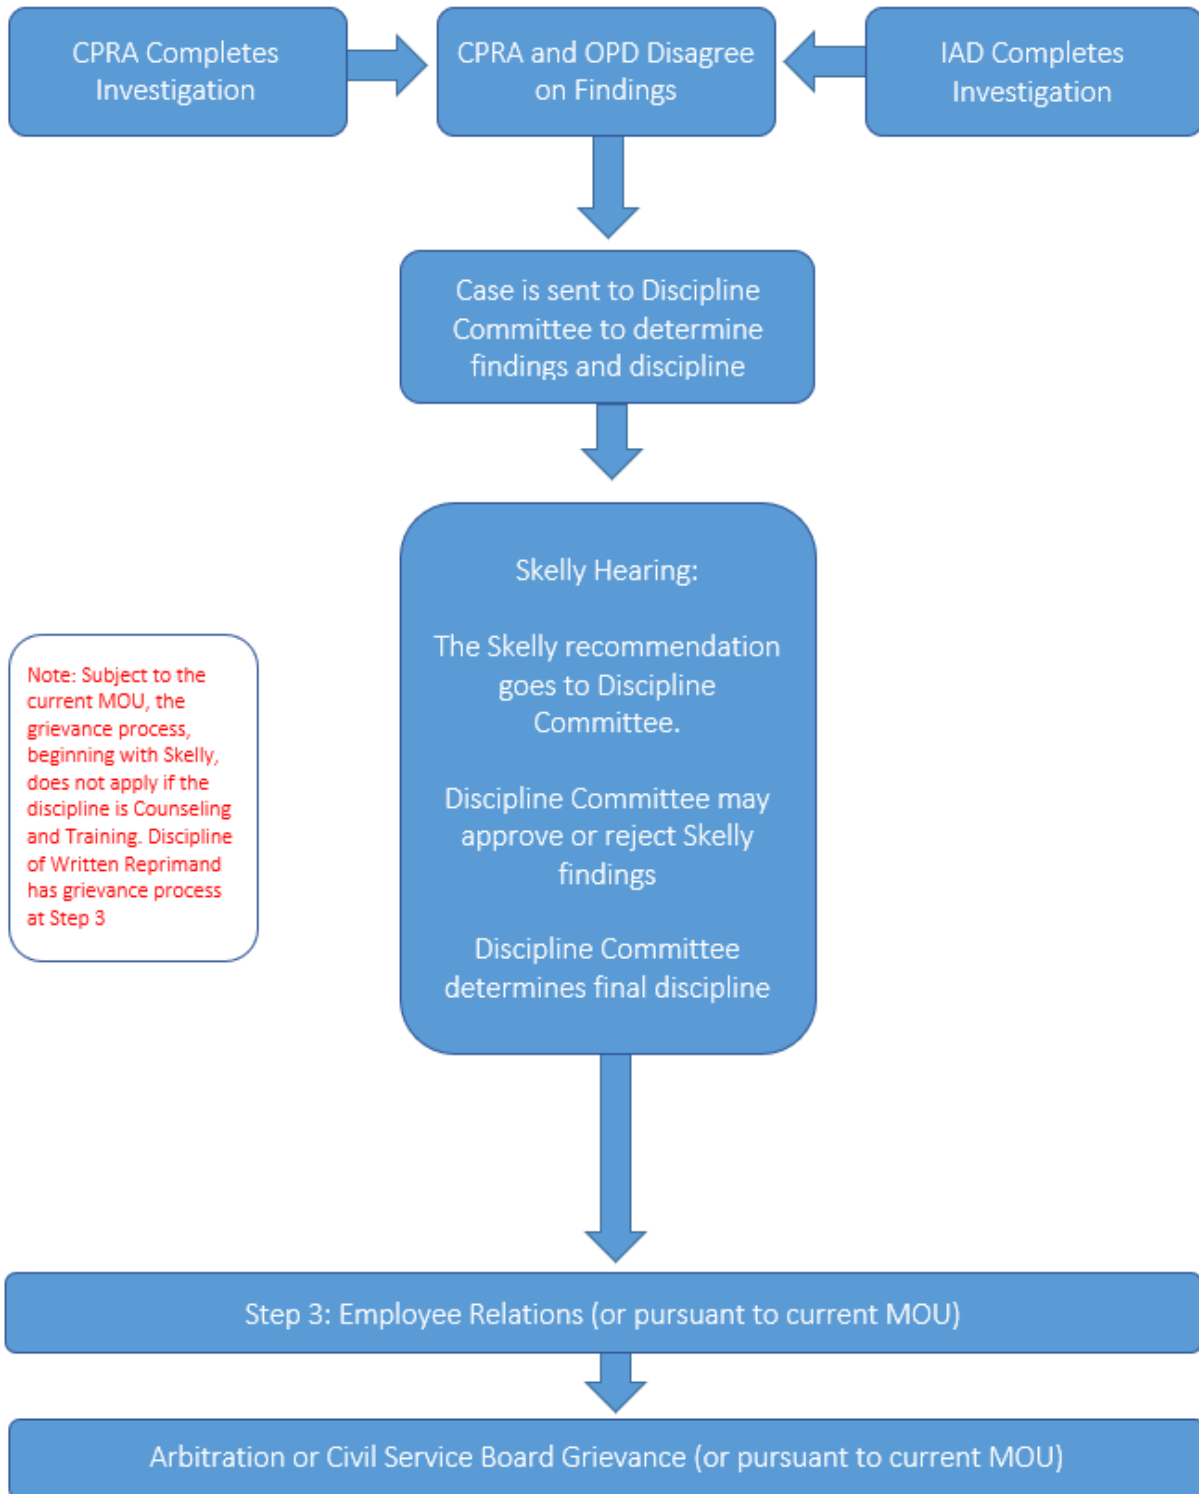 CPRA Completes
Investigation
CPRA and OPD Disagree
on Findings
IAD Completes
Investigation
Case is sent to Discipline
Committee to determine
findings and discipline
Skelly Hearing:
The Skelly recommendation
goes to Discipline
Committee.
Discipline Committee may
approve or reject Skelly
findings
Discipline Committee
determines final discipline
Note: Subject to the
current MOU, the
grievance process,
beginning with Skelly,
does not apply if the
discipline is Counseling
and Training. Discipline
of Written Reprimand
has grievance process
at Step 3
Step 3: Employee Relations (or pursuant to current MOU)
Arbitration or Civil Service Board Grievance (or pursuant to current MOU)